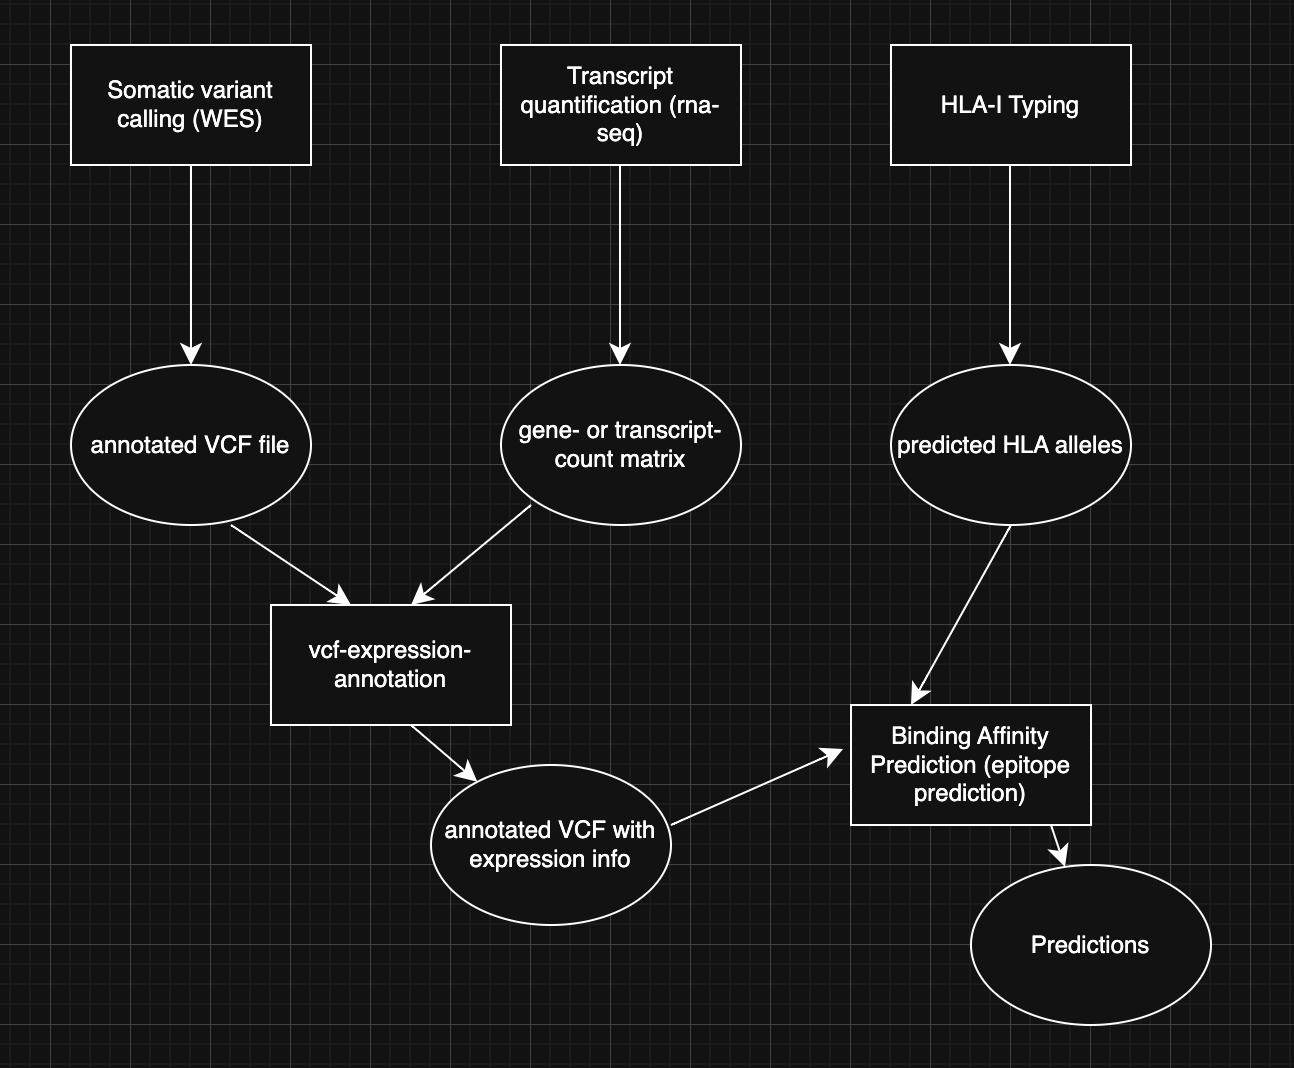 Somatic variant
calling (WES)
Transcript
quantification (rna-
seq)
HLA-I Typing
annotated VCF file
gene- or transcript-
count matrix
predicted HLA alleles
vcf-expression-
annotation
Binding Affinity
Prediction (epitope
prediction)
annotated VCF with
expression info
Predictions